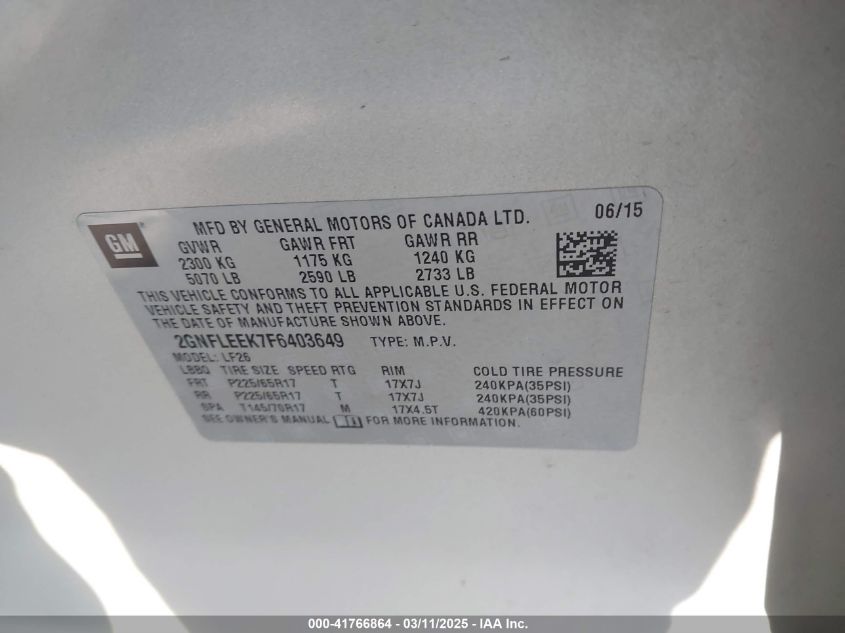 GM
MFD BY GENERAL MOTORS OF CANADA LTD. 06/15
GVWR GAWR FRT GAWR RR
2300 KG 1175 KG 1240 KG
5070 LB 2590 LB 2733 LB
THIS VEHICLE CONFORMS TO ALL APPLICABLE U.S. FEDERAL MOTOR
VEHICLE SAFETY AND THEFT PREVENTION STANDARDS IN EFFECT ON
THE DATE OF MANUFACTURE SHOWN ABOVE.
2GNFLEEK7F6403649 TYPE: M.P.V.
MODEL: LF26
LBBQ TIRE SIZE SPEED RTG RIM COLD TIRE PRESSURE
FRT P225/65R17 T 17X7J 240KPA(35PSI)
RR P225/65R17 T 17X7J 240KPA(35PSI)
SPA T145/70R17 M 17X4.5T 420KPA(60PSI)
SEE OWNER'S MANUAL FOR MORE INFORMATION.
000-41766864 - 03/11/2025 - IAA Inc.